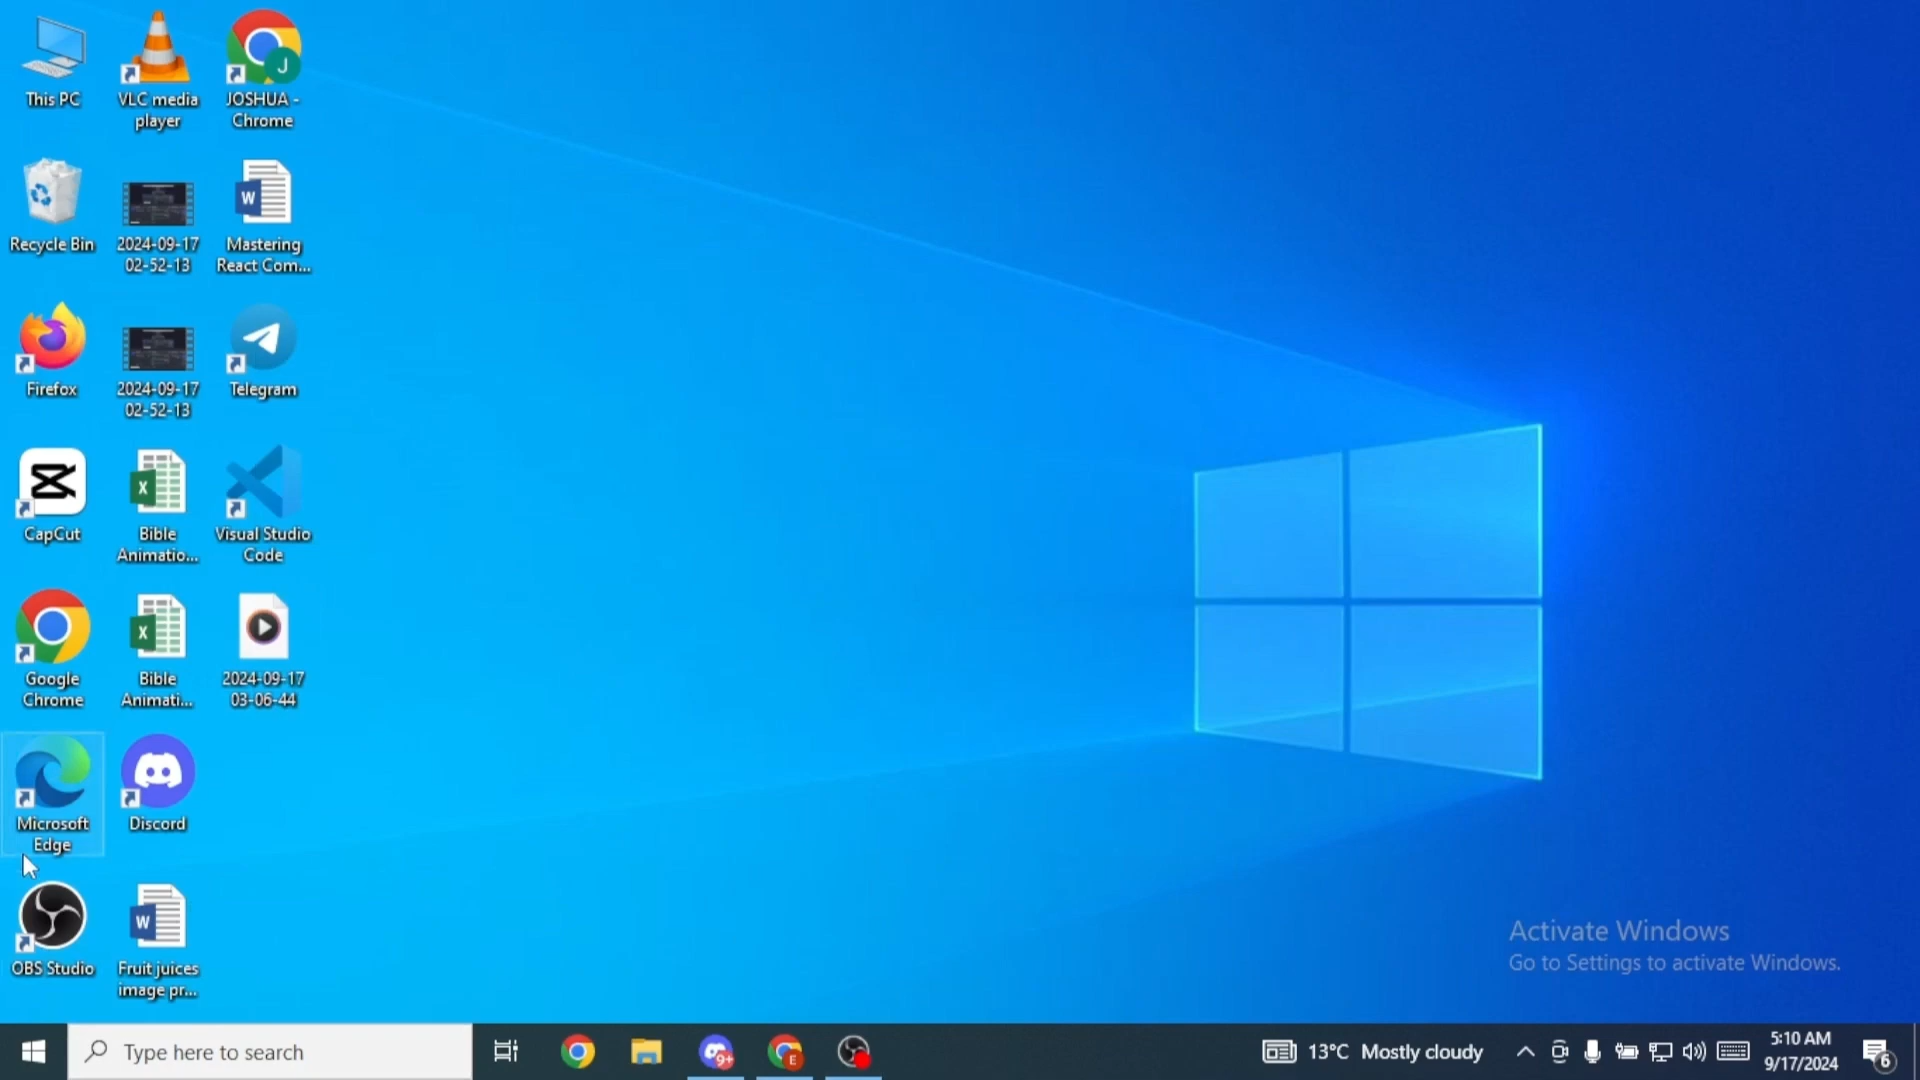 This PC
VLC media
player
JOSHUA -
Chrome
J
Recycle Bin
2024-09-17
02-52-13
Mastering
React Com...
W
Firefox
2024-09-17
02-52-13
Telegram
CapCut
X
Bible
Animatio...
Visual Studio
Code
Google
Chrome
X
Bible
Animati...
2024-09-17
03-06-44
Microsoft
Edge
Discord
OBS Studio
W
Fruit juices
image pr...
Activate Windows
Go to Settings to activate Windows.
Type here to search
9+
E
13°C Mostly cloudy
5:10 AM
9/17/2024
6